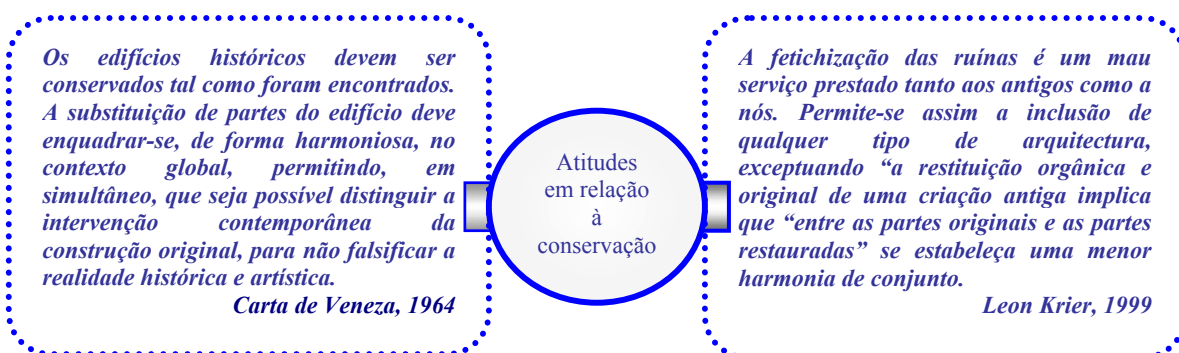 Os edifícios históricos devem ser
conservados tal como foram encontrados.
A substituição de partes do edifício deve
enquadrar-se, de forma harmoniosa, no
contexto global, permitindo, em
simultâneo, que seja possível distinguir a
intervenção contemporânea da
construção original, para não falsificar a
realidade histórica e artística.
Carta de Veneza, 1964
Atitudes
em relação
à
conservação
A fetichização das ruínas é um mau
serviço prestado tanto aos antigos como a
nós. Permite-se assim a inclusão de
qualquer tipo de arquitectura,
exceptuando “a restituição orgânica e
original de uma criação antiga implica
que “entre as partes originais e as partes
restauradas” se estabeleça uma menor
harmonia de conjunto.
Leon Krier, 1999